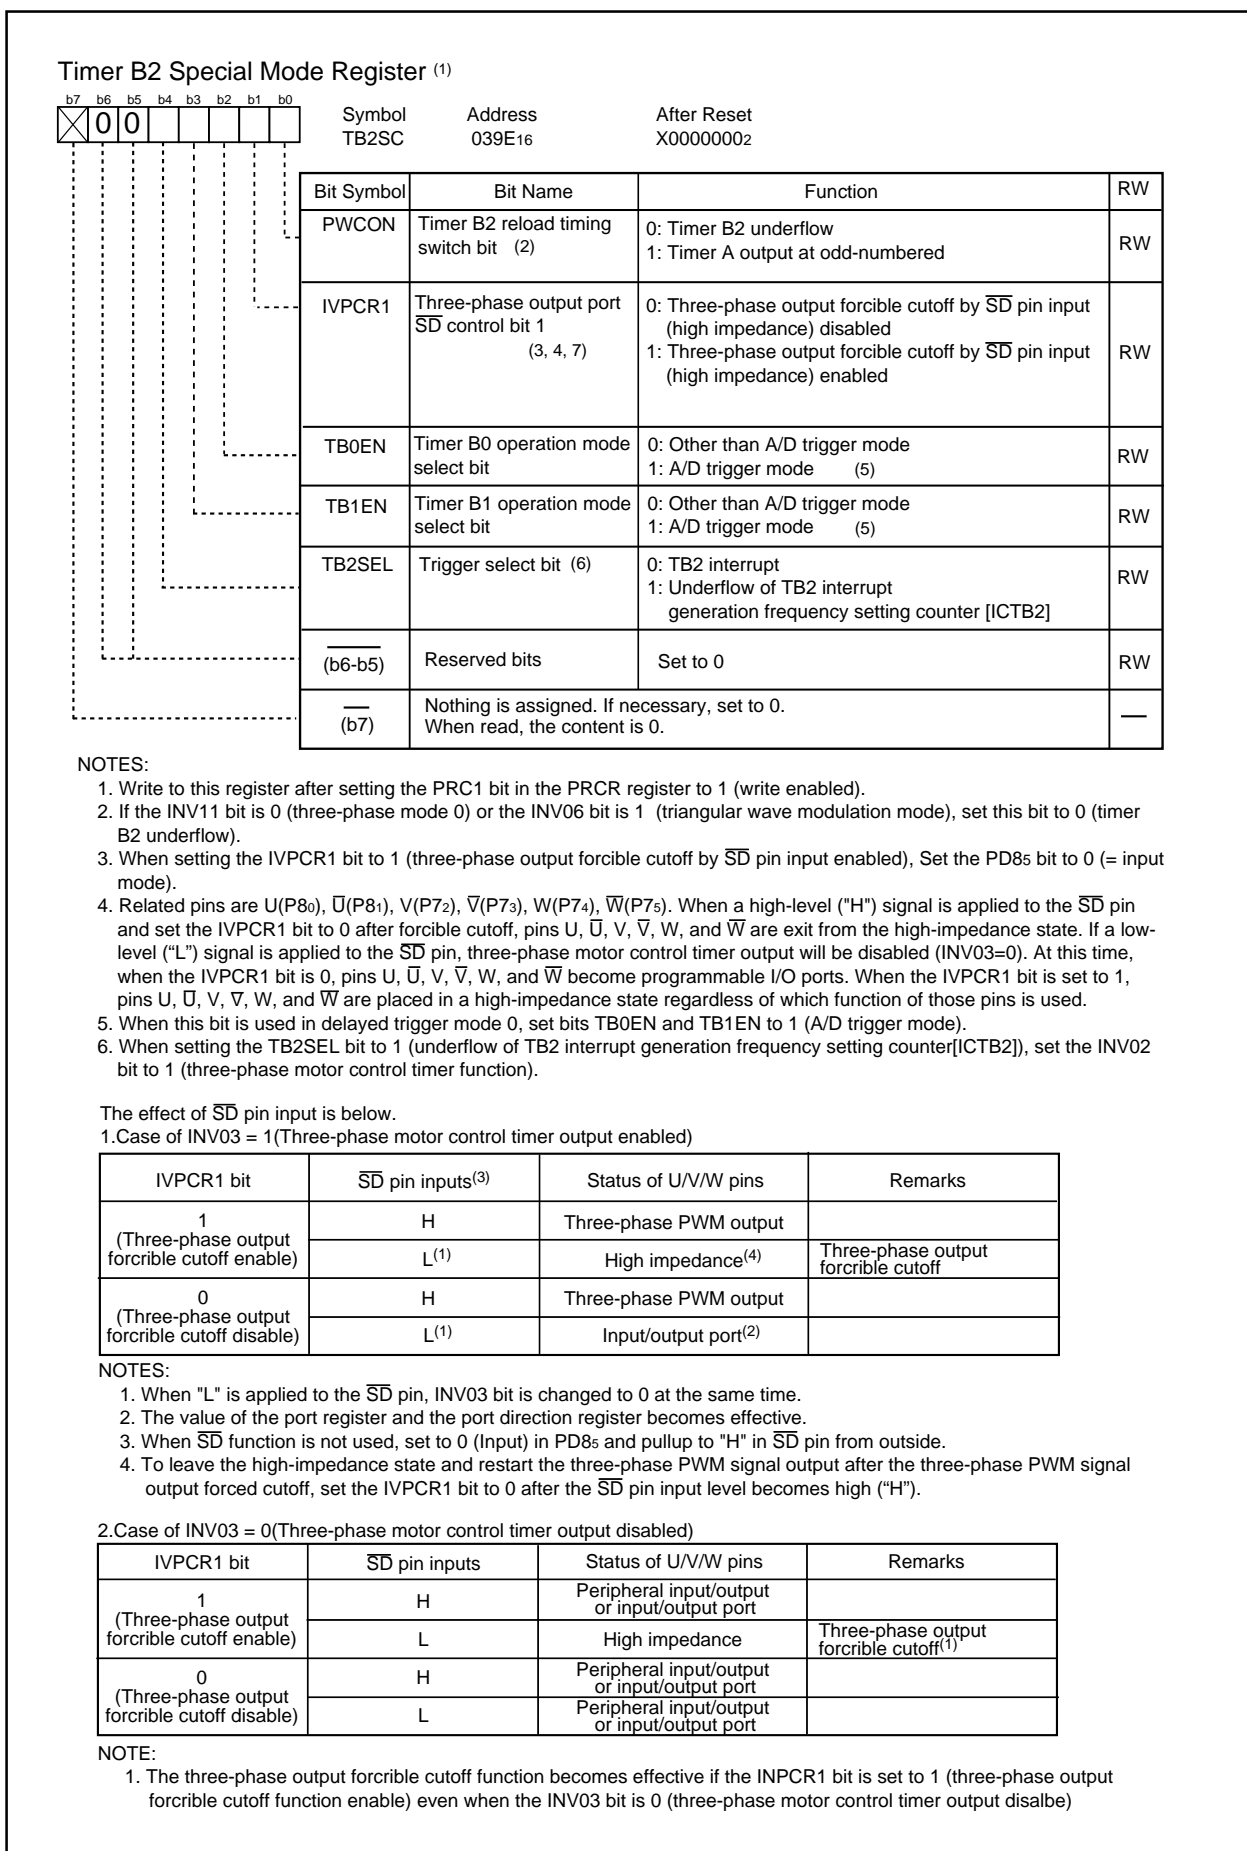 Timer B2 Special Mode Register (1)
b7 b6 b5 b4 b3 b2 b1 b0
0 0
Symbol Address After Reset
TB2SC 039E16 X00000002
Bit Symbol Bit Name Function RW
PWCON Timer B2 reload timing switch bit (2)
0: Timer B2 underflow
1: Timer A output at odd-numbered
RW
IVPCR1 Three-phase output port
S̅D̅ control bit 1
(3, 4, 7)
0: Three-phase output forcible cutoff by S̅D̅ pin input
(high impedance) disabled
1: Three-phase output forcible cutoff by S̅D̅ pin input
(high impedance) enabled
RW
TB0EN Timer B0 operation mode
select bit
0: Other than A/D trigger mode
1: A/D trigger mode (5)
RW
TB1EN Timer B1 operation mode
select bit
0: Other than A/D trigger mode
1: A/D trigger mode (5)
RW
TB2SEL Trigger select bit (6)
0: TB2 interrupt
1: Underflow of TB2 interrupt
generation frequency setting counter [ICTB2]
RW
(b6-b5) Reserved bits Set to 0 RW
(b7) Nothing is assigned. If necessary, set to 0.
When read, the content is 0.
—
NOTES:
1. Write to this register after setting the PRC1 bit in the PRCR register to 1 (write enabled).
2. If the INV11 bit is 0 (three-phase mode 0) or the INV06 bit is 1 (triangular wave modulation mode), set this bit to 0 (timer
B2 underflow).
3. When setting the IVPCR1 bit to 1 (three-phase output forcible cutoff by S̅D̅ pin input enabled), Set the PD85 bit to 0 (= input
mode).
4. Related pins are U(P80), U̅(P81), V(P72), V̅(P73), W(P74), W̅(P75). When a high-level ("H") signal is applied to the S̅D̅ pin
and set the IVPCR1 bit to 0 after forcible cutoff, pins U, U̅, V, V̅, W, and W̅ are exit from the high-impedance state. If a low-
level (“L”) signal is applied to the S̅D̅ pin, three-phase motor control timer output will be disabled (INV03=0). At this time,
when the IVPCR1 bit is 0, pins U, U̅, V, V̅, W, and W̅ become programmable I/O ports. When the IVPCR1 bit is set to 1,
pins U, U̅, V, V̅, W, and W̅ are placed in a high-impedance state regardless of which function of those pins is used.
5. When this bit is used in delayed trigger mode 0, set bits TB0EN and TB1EN to 1 (A/D trigger mode).
6. When setting the TB2SEL bit to 1 (underflow of TB2 interrupt generation frequency setting counter[ICTB2]), set the INV02
bit to 1 (three-phase motor control timer function).
The effect of S̅D̅ pin input is below.
1.Case of INV03 = 1(Three-phase motor control timer output enabled)
IVPCR1 bit S̅D̅ pin inputs(3) Status of U/V/W pins Remarks
1
(Three-phase output
forcrible cutoff enable)
H Three-phase PWM output
L(1) High impedance(4) Three-phase output
forcrible cutoff
0
(Three-phase output
forcrible cutoff disable)
H Three-phase PWM output
L(1) Input/output port(2)
NOTES:
1. When "L" is applied to the S̅D̅ pin, INV03 bit is changed to 0 at the same time.
2. The value of the port register and the port direction register becomes effective.
3. When S̅D̅ function is not used, set to 0 (Input) in PD85 and pullup to "H" in S̅D̅ pin from outside.
4. To leave the high-impedance state and restart the three-phase PWM signal output after the three-phase PWM signal
output forced cutoff, set the IVPCR1 bit to 0 after the S̅D̅ pin input level becomes high (“H”).
2.Case of INV03 = 0(Three-phase motor control timer output disabled)
IVPCR1 bit S̅D̅ pin inputs Status of U/V/W pins Remarks
1
(Three-phase output
forcrible cutoff enable)
H Peripheral input/output
or input/output port
L High impedance Three-phase output
forcrible cutoff(1)
0
(Three-phase output
forcrible cutoff disable)
H Peripheral input/output
or input/output port
L Peripheral input/output
or input/output port
NOTE:
1. The three-phase output forcrible cutoff function becomes effective if the INPCR1 bit is set to 1 (three-phase output
forcrible cutoff function enable) even when the INV03 bit is 0 (three-phase motor control timer output disalbe)